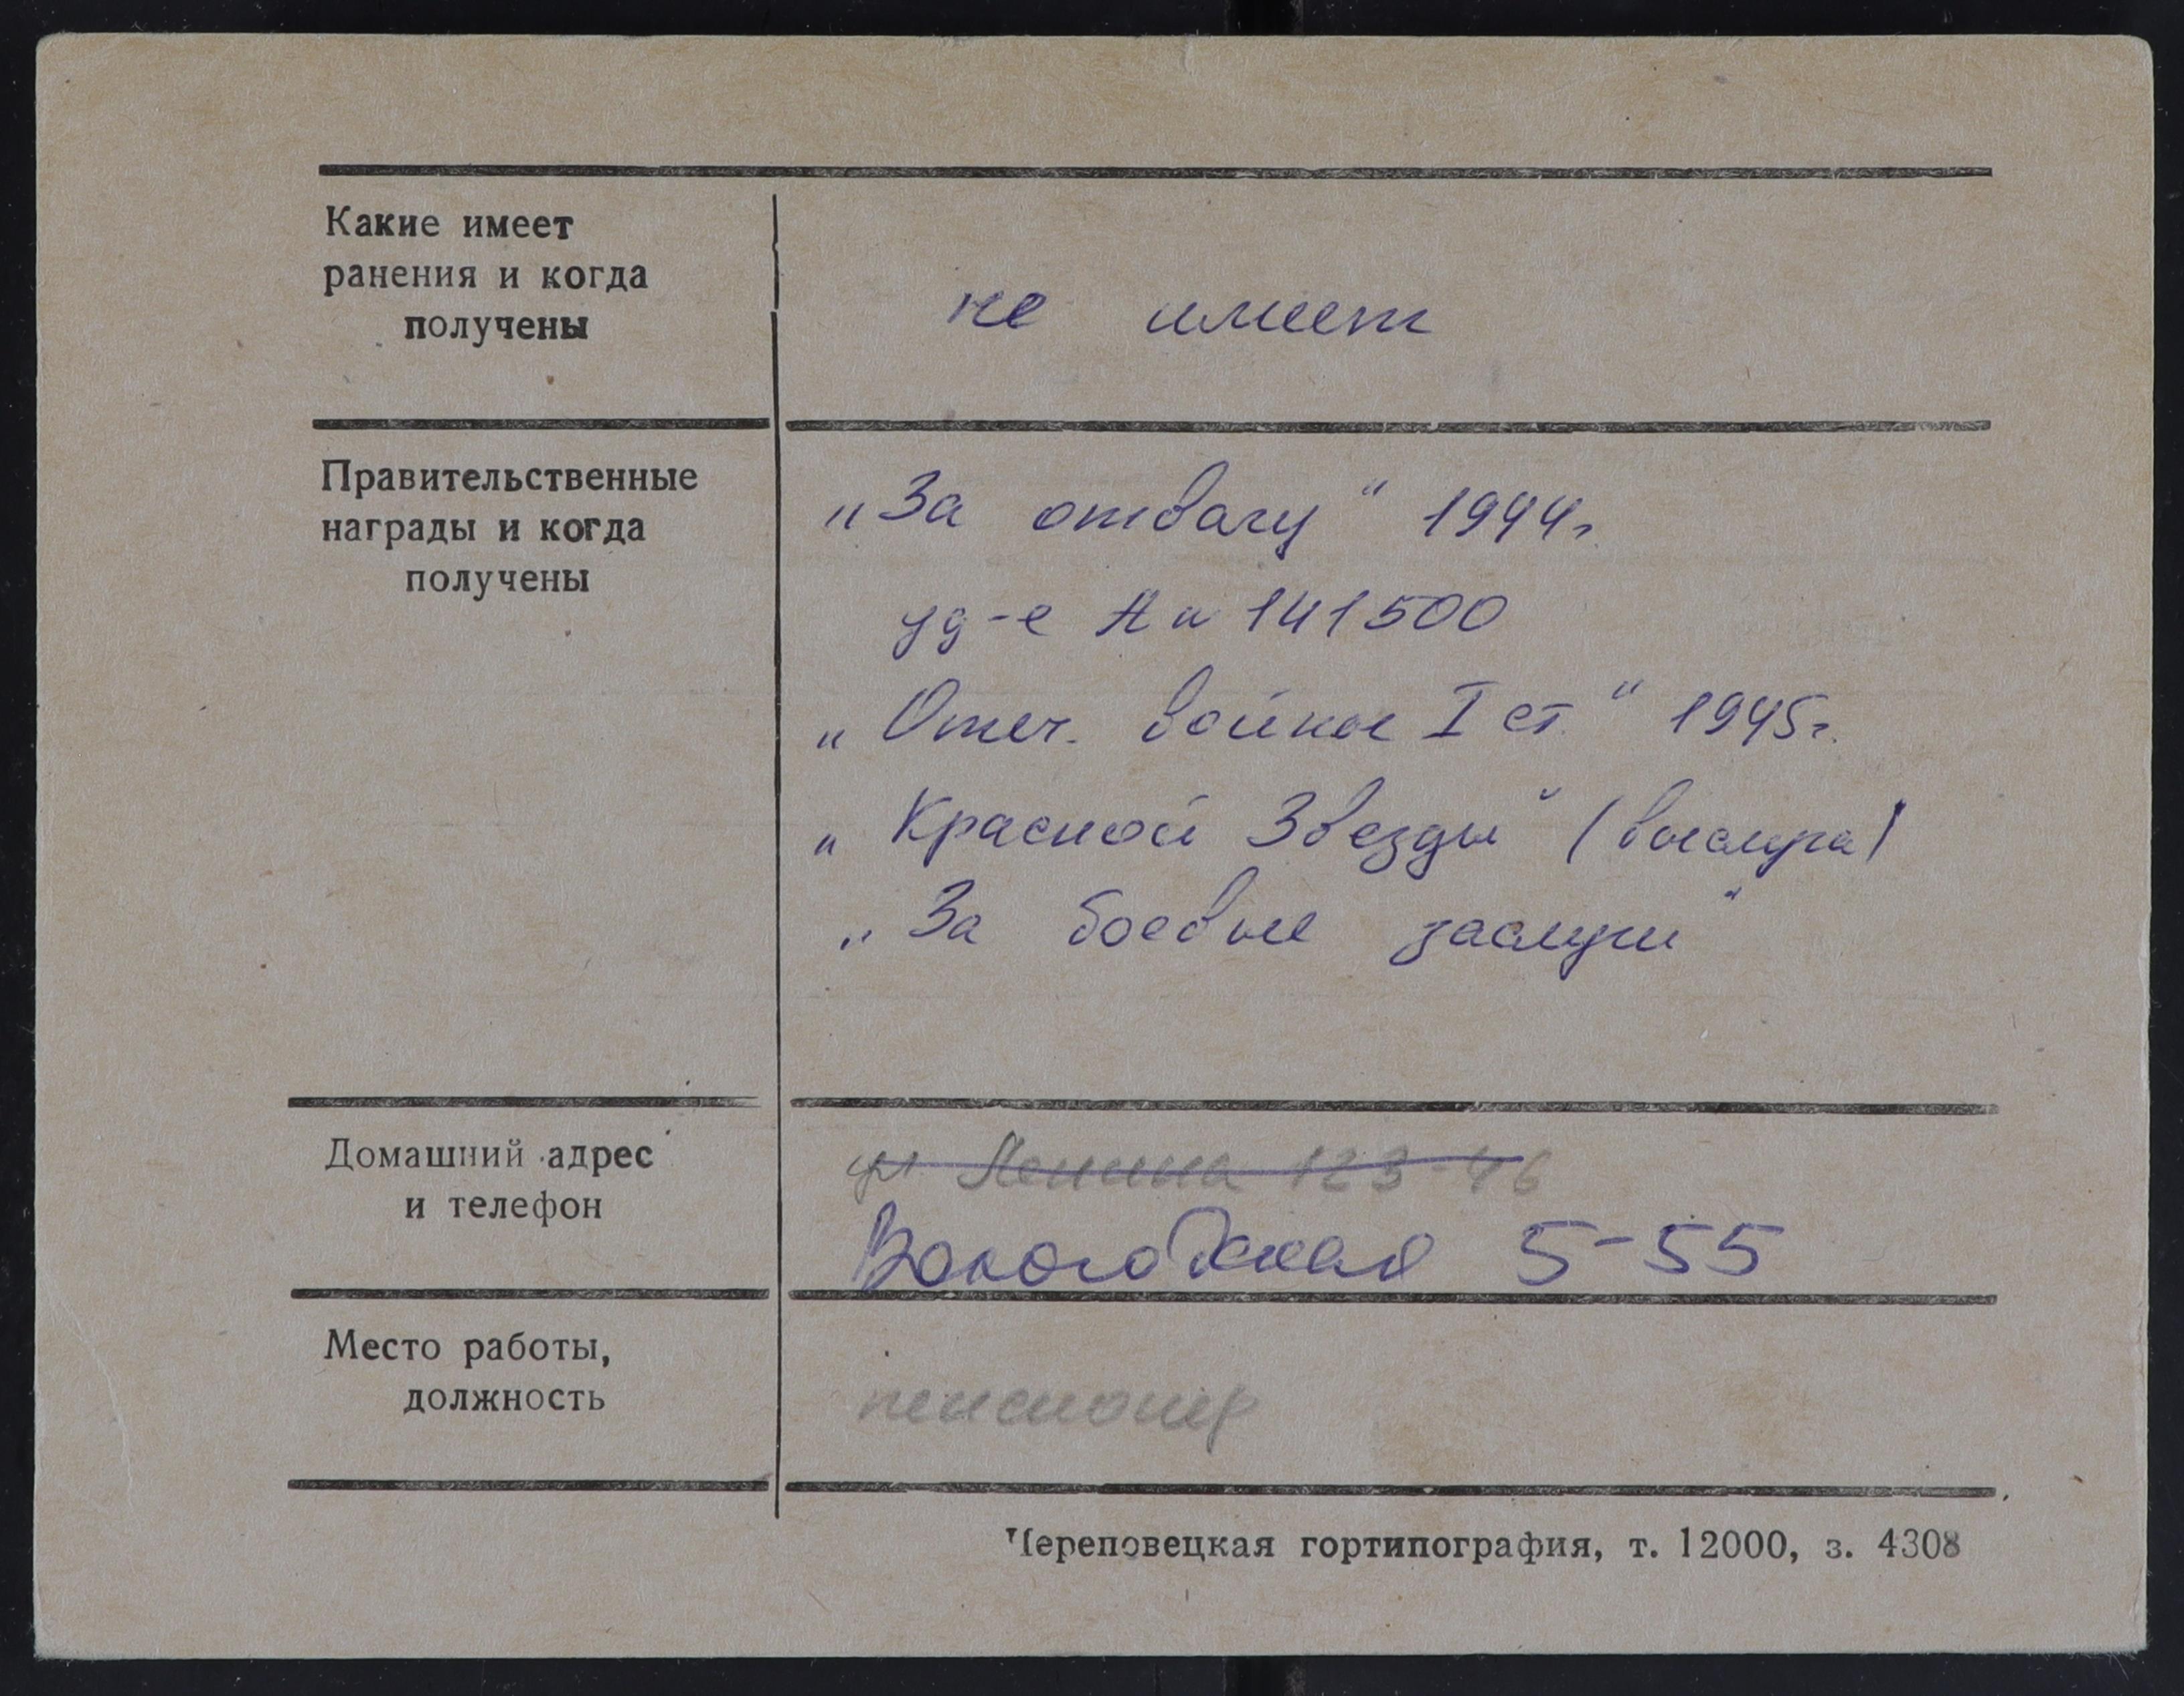 Какие имеет
ранения и когда
получены
не имеет
Правительственные
награды и когда
получены
„За отвагу“ 1944г.
уд-е А и 141500
„Отеч. войны I ст.“ 1945г.
„Красной Звезды“ (выслуга)
„За боевые заслуги“
Домашний адрес
и телефон
ул Ленина 123-46
Вологодская 5-55
Место работы,
должность
пенсионер
Череповецкая гортипография, т. 12000, з. 4308